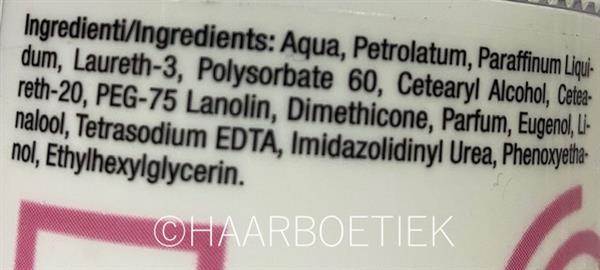 Ingredienti/Ingredients: Aqua, Petrolatum, Paraffinum Liqui-
dum, Laureth-3, Polysorbate 60, Cetearyl Alcohol, Cetea-
reth-20, PEG-75 Lanolin, Dimethicone, Parfum, Eugenol, Li-
nalool, Tetrasodium EDTA, Imidazolidinyl Urea, Phenoxyetha-
nol, Ethylhexylglycerin.
©HAARBOETIEK